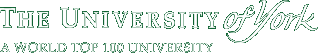 THE UNIVERSITY of York
A WORLD TOP 100 UNIVERSITY